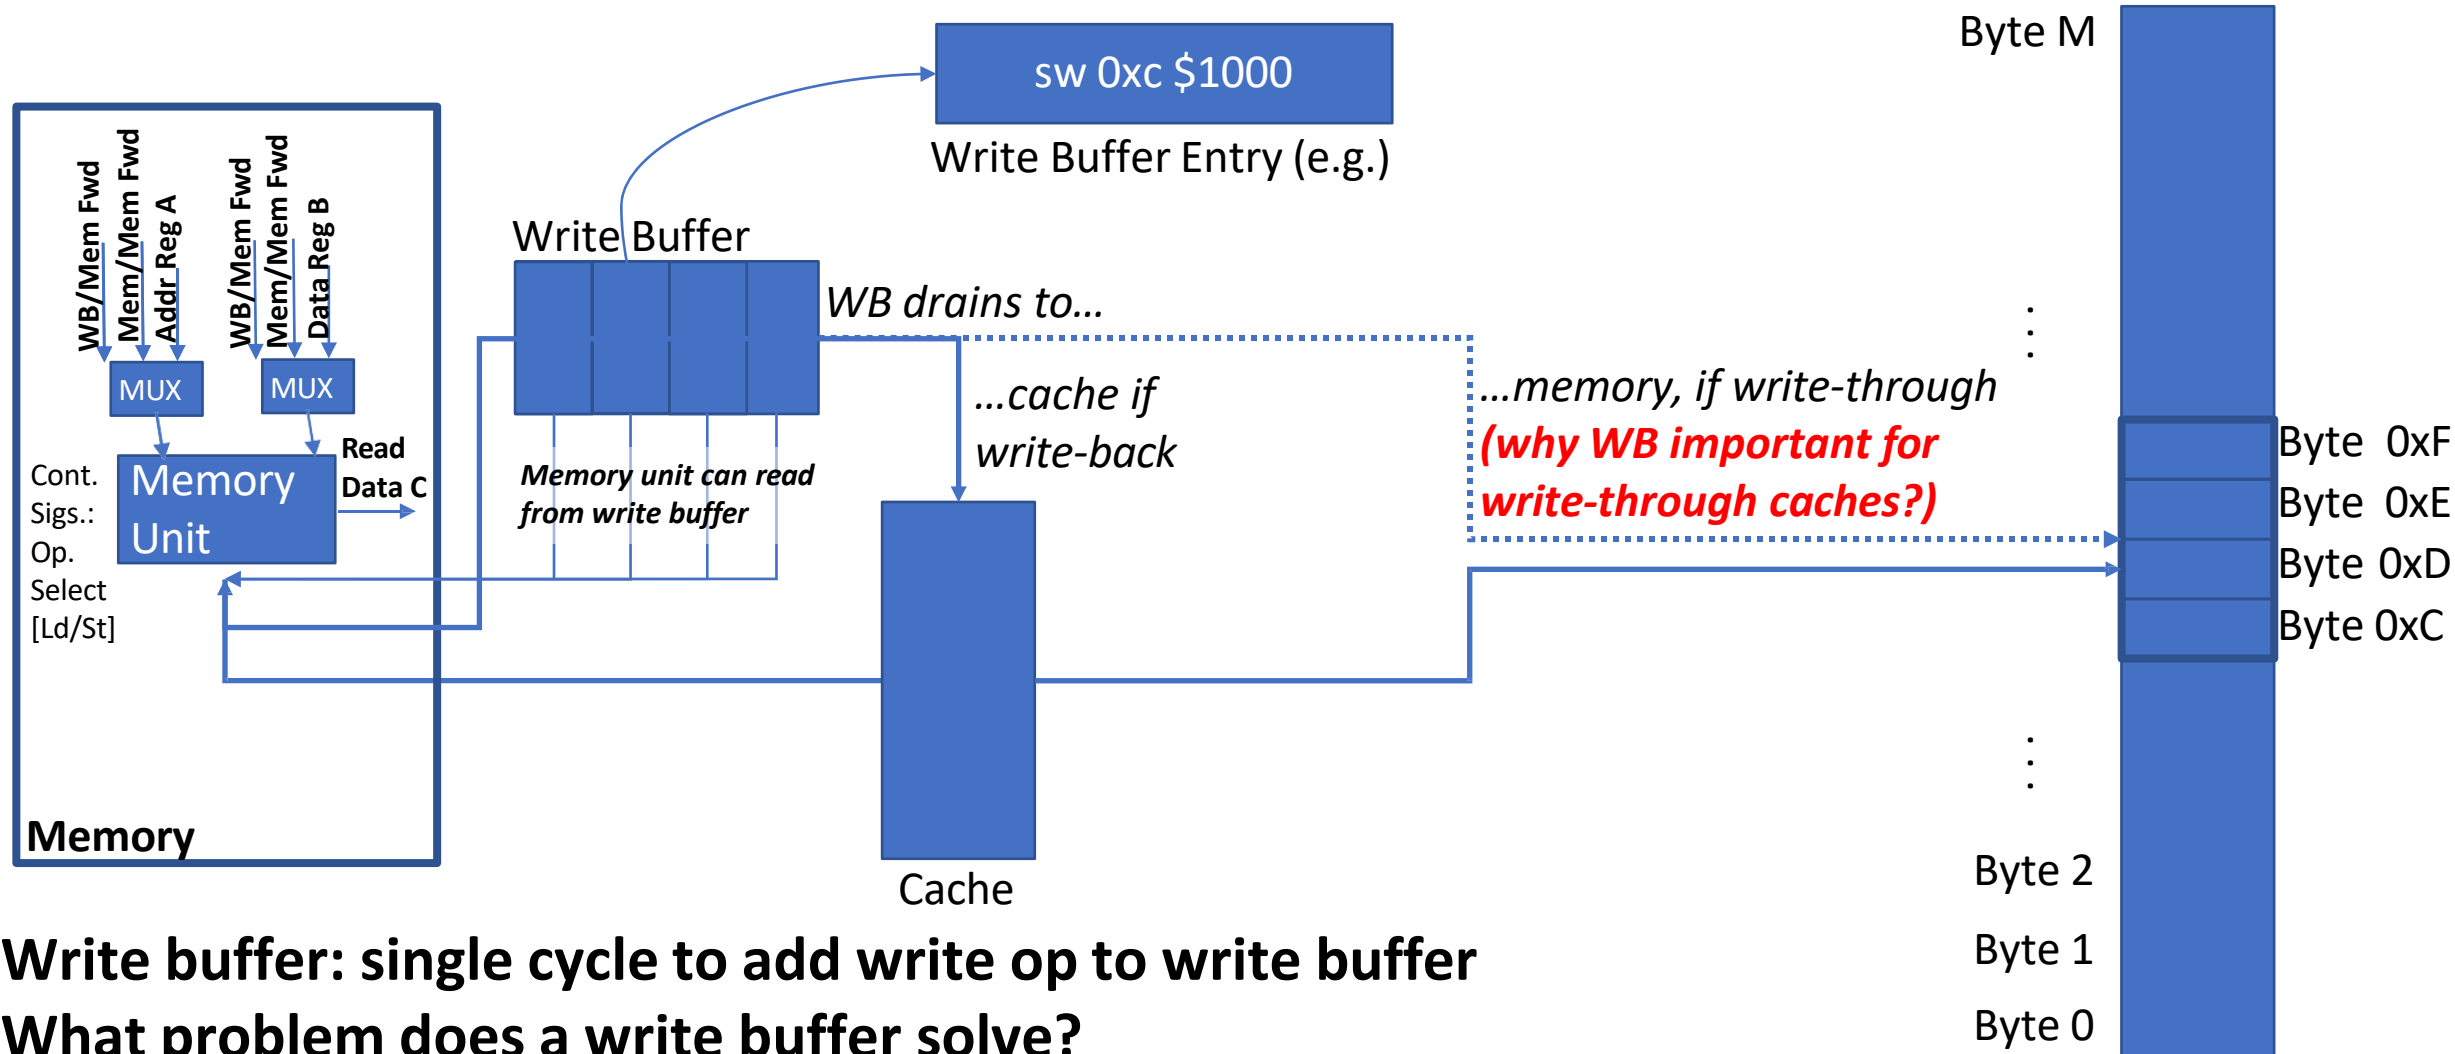 Byte M
sw 0xc $1000
Write Buffer Entry (e.g.)
WB/Mem Fwd
Mem/Mem Fwd
Addr Reg A
WB/Mem Fwd
Mem/Mem Fwd
Data Reg B
MUX
MUX
Cont.
Sigs.:
Op.
Select
[Ld/St]
Memory
Unit
Read
Data C
Memory
Write Buffer
WB drains to...
Memory unit can read
from write buffer
...cache if
write-back
...memory, if write-through
(why WB important for
write-through caches?)
Cache
⋮
Byte 0xF
Byte 0xE
Byte 0xD
Byte 0xC
⋮
Byte 2
Byte 1
Byte 0
Write buffer: single cycle to add write op to write buffer
What problem does a write buffer solve?